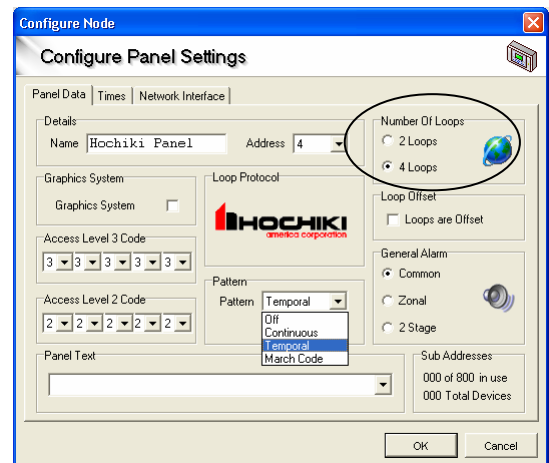 Configure Node
Configure Panel Settings
Panel Data
Times
Network Interface
Details
Name Hochiki Panel
Address 4
Number Of Loops
2 Loops
4 Loops
Graphics System
Graphics System
Loop Protocol
HOCHIKI
america corporation
Loop Offset
Loops are Offset
Access Level 3 Code
3 3 3 3 3
General Alarm
Common
Zonal
2 Stage
Pattern
Pattern Temporal
Off
Continuous
Temporal
March Code
Access Level 2 Code
2 2 2 2 2
Panel Text
Sub Addresses
000 of 800 in use
000 Total Devices
OK
Cancel